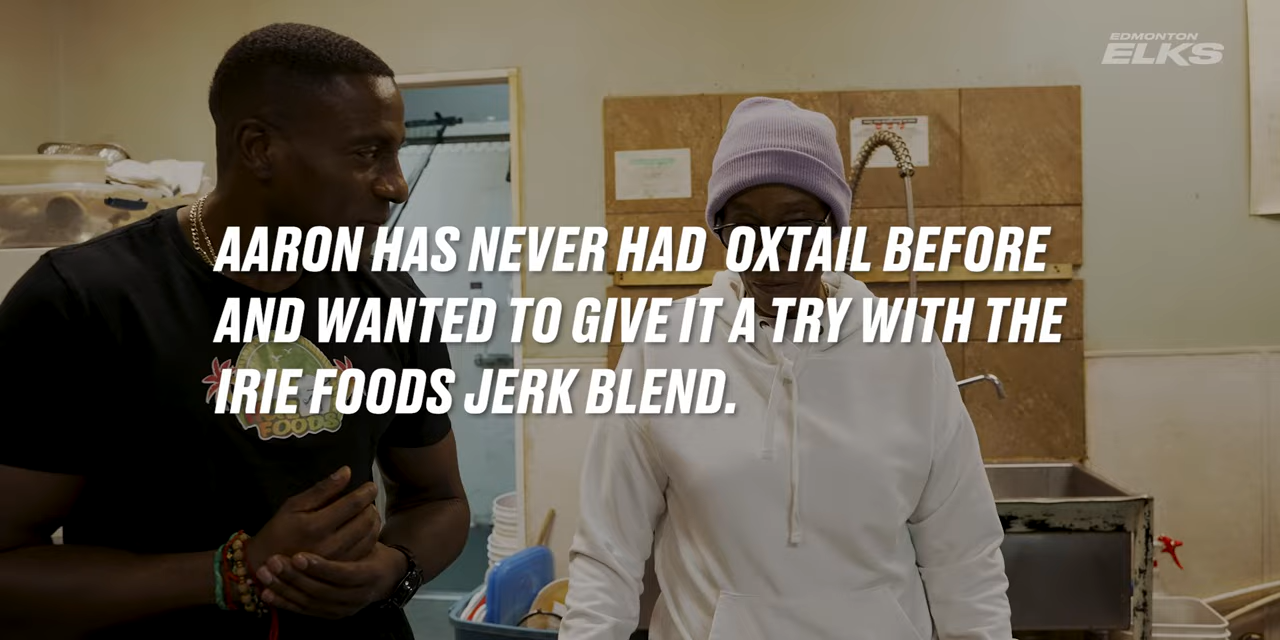 EDMONTON
ELKS
AARON HAS NEVER HAD OXTAIL BEFORE
AND WANTED TO GIVE IT A TRY WITH THE
IRIE FOODS JERK BLEND.
FOODS